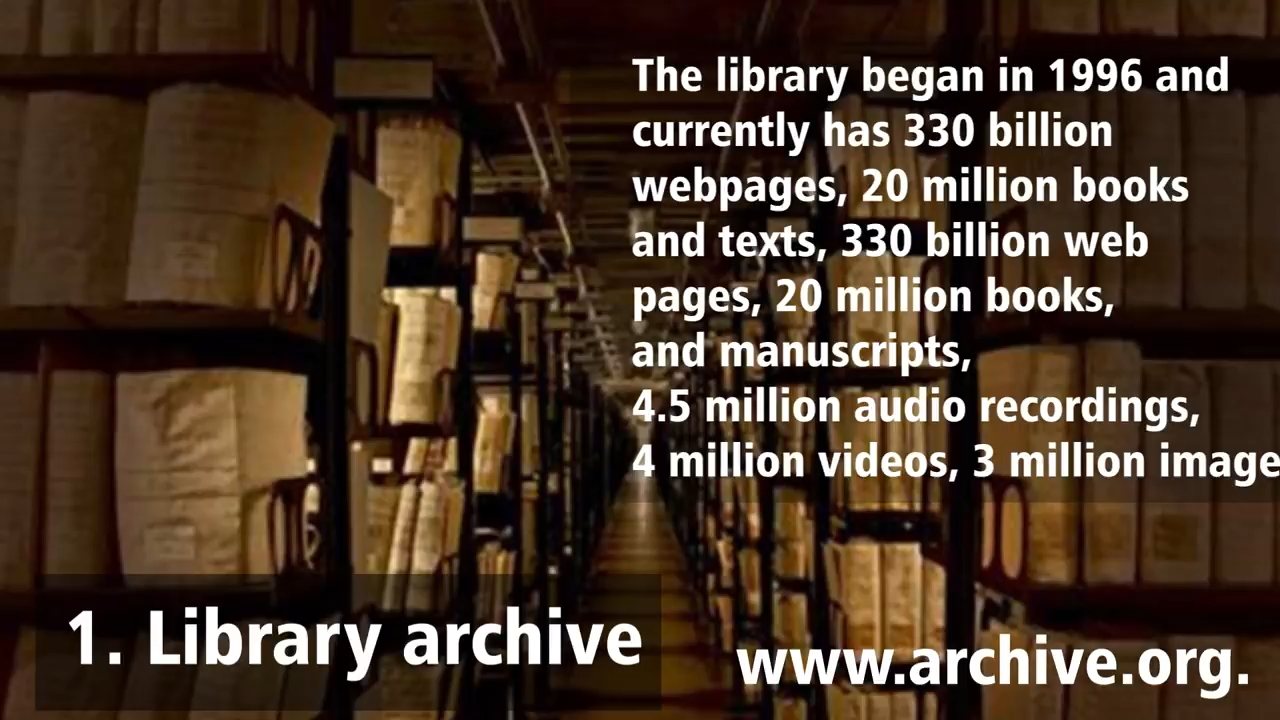 The library began in 1996 and
currently has 330 billion
webpages, 20 million books
and texts, 330 billion web
pages, 20 million books,
and manuscripts,
4.5 million audio recordings,
4 million videos, 3 million image
1. Library archive
www.archive.org.